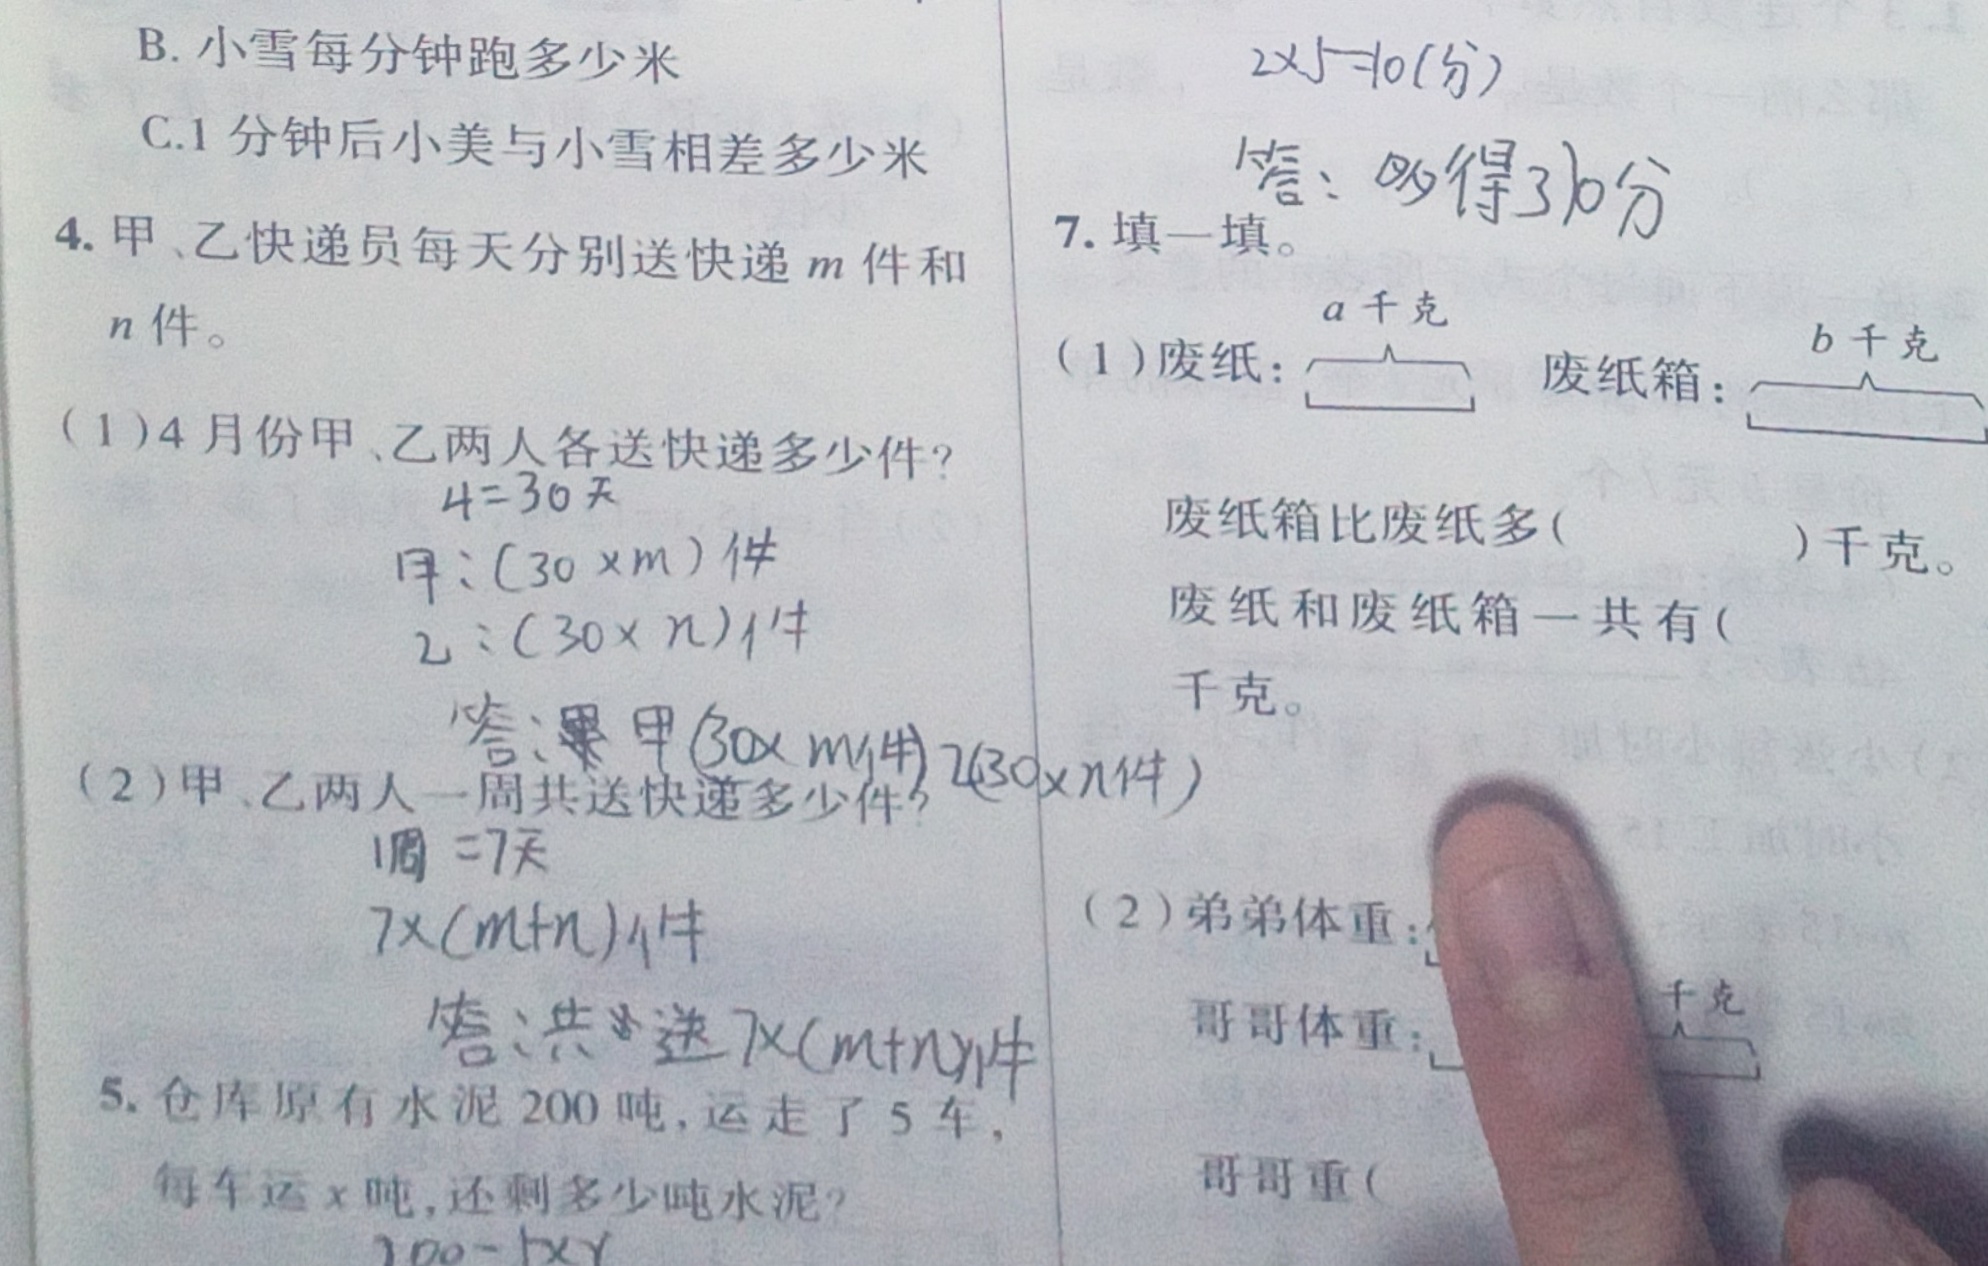 B. 小雪每分钟跑多少米
C.1 分钟后小美与小雪相差多少米
4. 甲、乙快递员每天分别送快递 m 件和
n 件。
(1)4 月份甲、乙两人各送快递多少件?
4=30天
甲:(30×m)件
乙:(30×n)件
答: 甲(30×m件)乙(30×n件)
(2)甲、乙两人一周共送快递多少件?
1周=7天
7×(m+n)件
答:共送7×(m+n)件
5. 仓库原有水泥 200 吨,运走了 5 车,
每车运 x 吨,还剩多少吨水泥?
200-5×x
2×5=10(分)
答: 得 10分
7. 填一填。
a 千克
b 千克
(1)废纸: 废纸箱:
废纸箱比废纸多( )千克。
废纸和废纸箱一共有(
千克。
(2)弟弟体重:
千克
哥哥体重:
哥哥重(